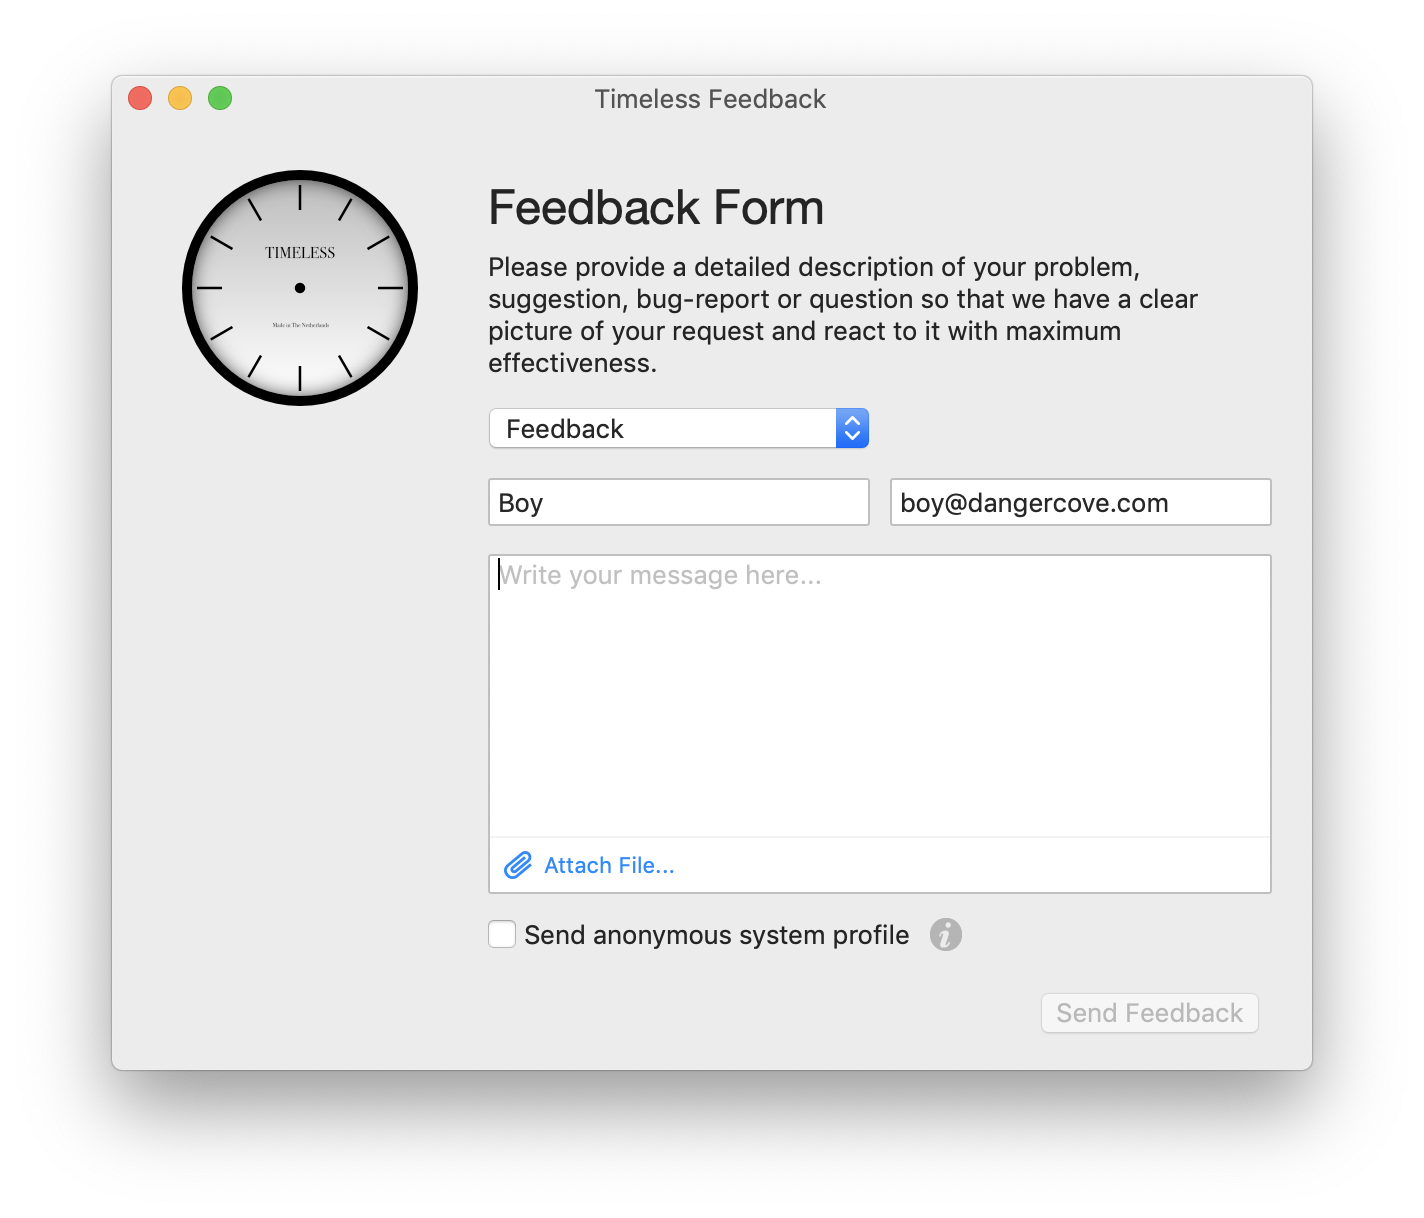 Timeless Feedback
TIMELESS
Made in The Netherlands
Feedback Form
Please provide a detailed description of your problem,
suggestion, bug-report or question so that we have a clear
picture of your request and react to it with maximum
effectiveness.
Feedback
Boy
boy@dangercove.com
Write your message here...
Attach File...
Send anonymous system profile
Send Feedback